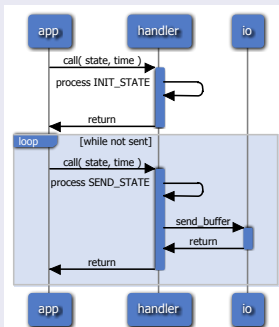 app handler io
call( state, time )
process INIT_STATE
return
loop [while not sent]
call( state, time )
process SEND_STATE
send_buffer
return
return
app handler io